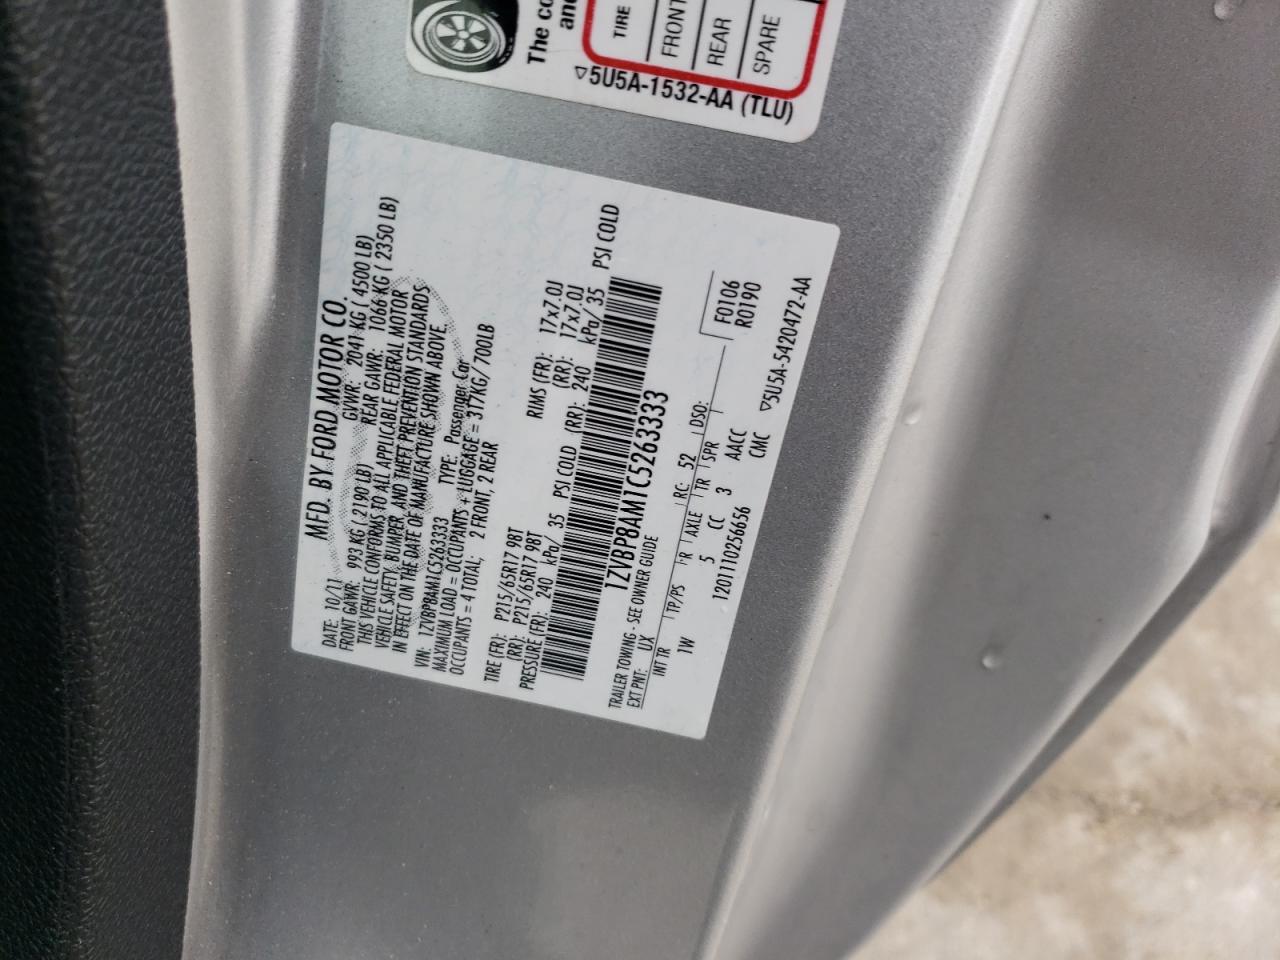 MFD. BY FORD MOTOR CO.
DATE: 10/11 GVWR: 2041 KG ( 4500 LB)
FRONT GAWR: 993 KG ( 2190 LB) REAR GAWR: 1066 KG ( 2350 LB)
THIS VEHICLE CONFORMS TO ALL APPLICABLE FEDERAL MOTOR
VEHICLE SAFETY, BUMPER, AND THEFT PREVENTION STANDARDS
IN EFFECT ON THE DATE OF MANUFACTURE SHOWN ABOVE.
VIN: 1ZVBP8AM1C5263333 TYPE: Passenger Car
MAXIMUM LOAD = OCCUPANTS + LUGGAGE = 317KG/700LB
OCCUPANTS = 4 TOTAL; 2 FRONT, 2 REAR
TIRE (FR): P215/65R17 98T RIMS (FR): 17x7.0J
(RR): P215/65R17 98T (RR): 17x7.0J
PRESSURE (FR): 240 kPa/ 35 PSI COLD (RR): 240 kPa/ 35 PSI COLD
1ZVBP8AM1C5263333
TRAILER TOWING - SEE OWNER GUIDE F0106
EXT PNT: UX RC: 52 DSO: R0190
INT TR TP/PS R AXLE TR SPR
1W 5 CC 3 AACC
1201110256656 CMC ▽5U5A-5420472-AA
The co
and
TIRE
FRONT
REAR
SPARE
▽5U5A-1532-AA (TLU)